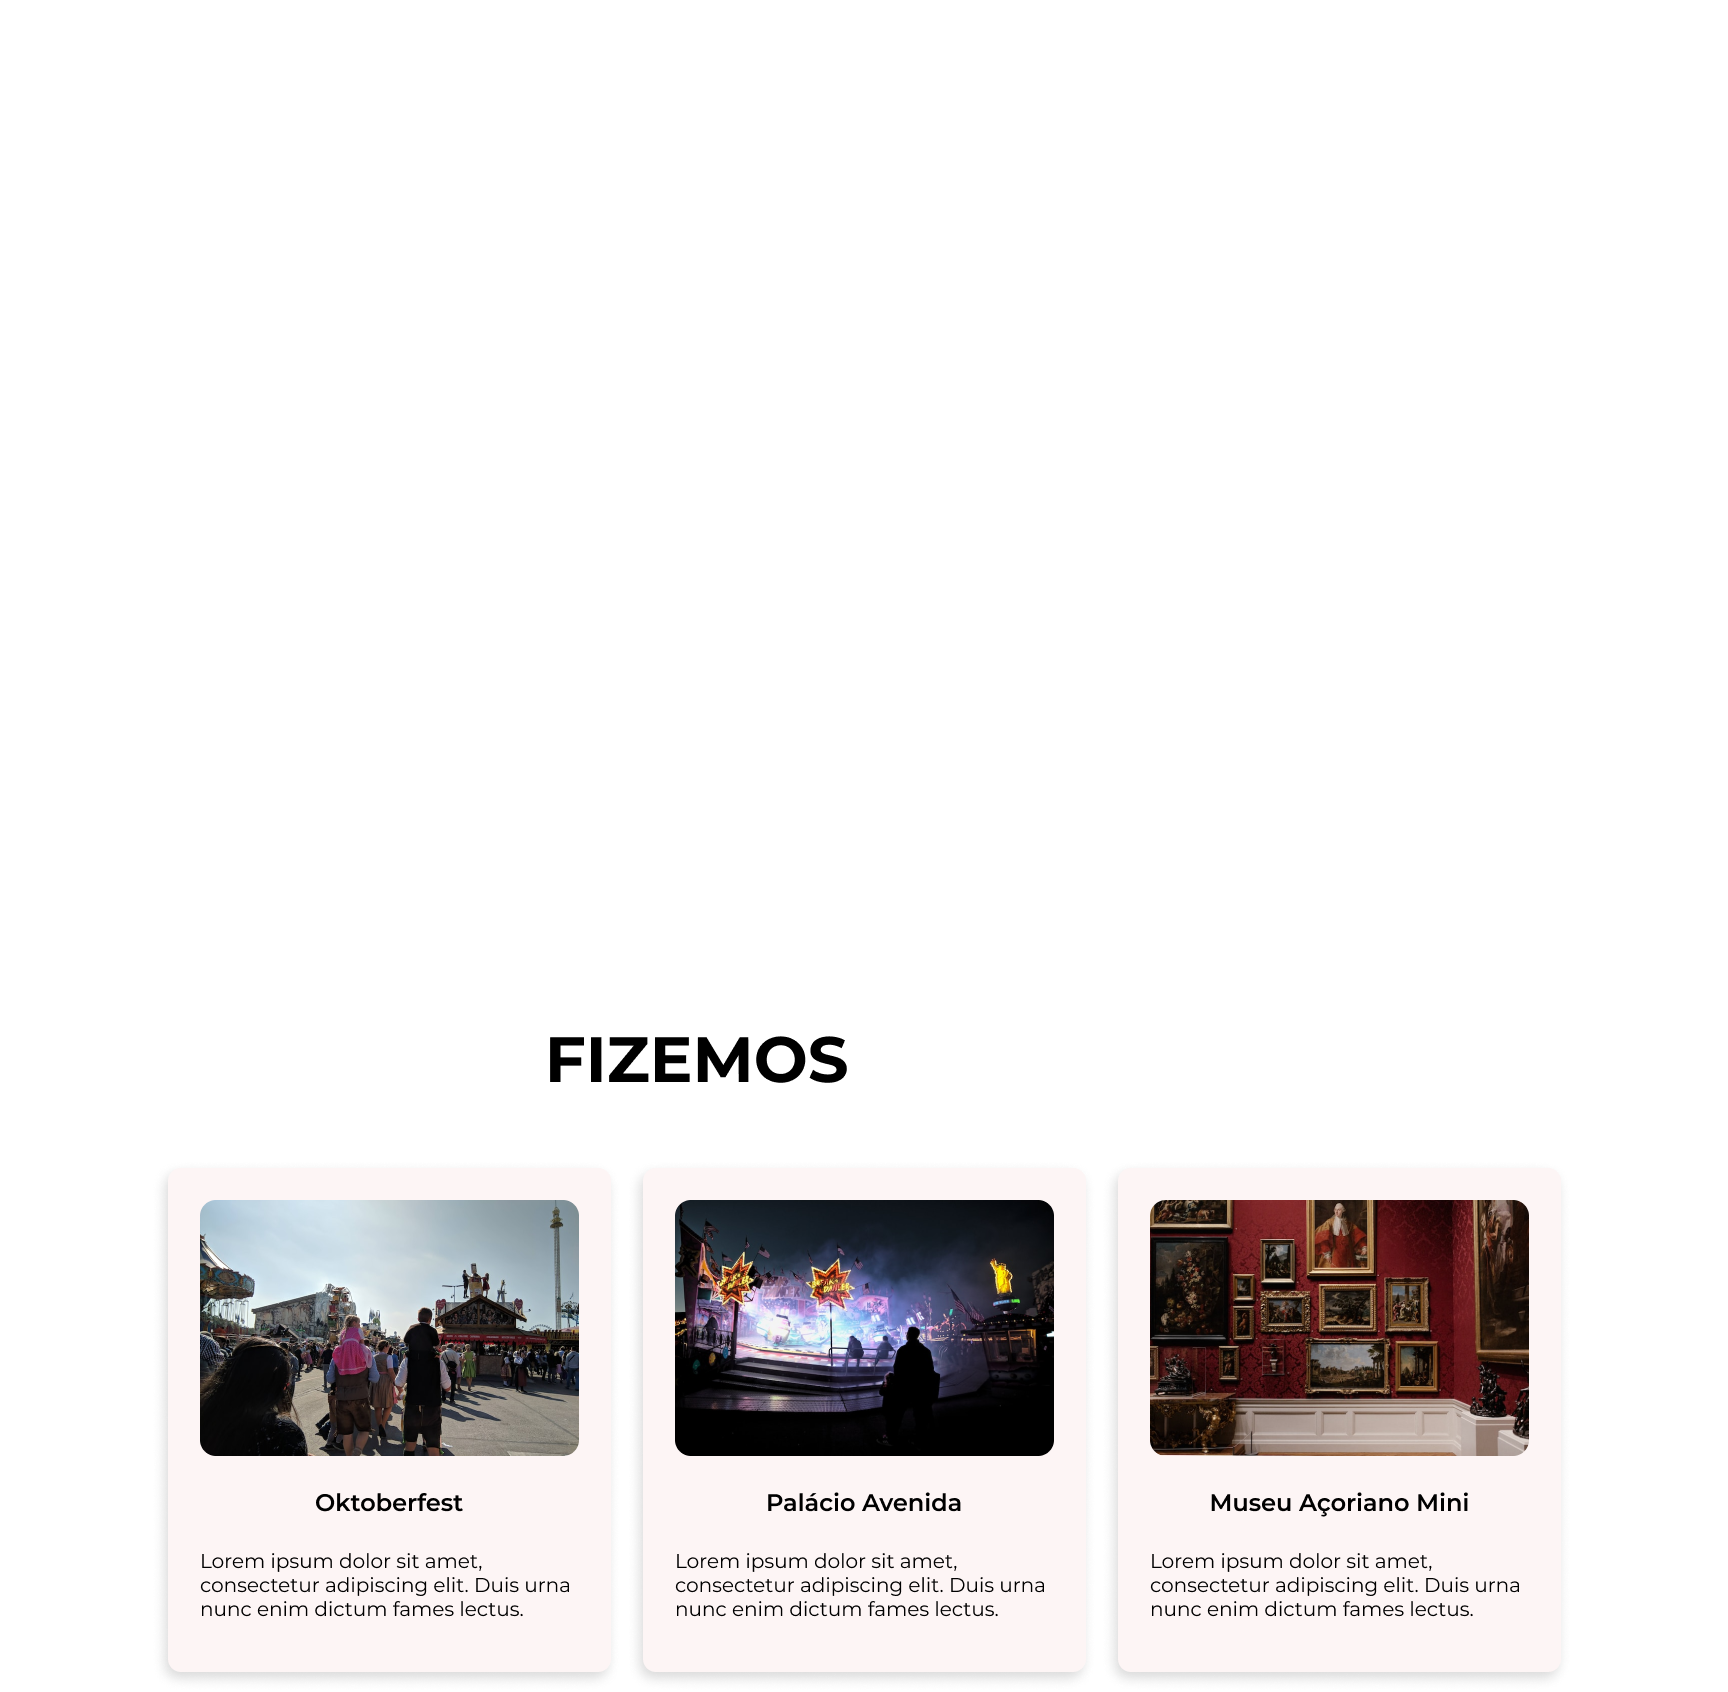 FIZEMOS
Oktoberfest
Lorem ipsum dolor sit amet,
consectetur adipiscing elit. Duis urna
nunc enim dictum fames lectus.
Palácio Avenida
Lorem ipsum dolor sit amet,
consectetur adipiscing elit. Duis urna
nunc enim dictum fames lectus.
Museu Açoriano Mini
Lorem ipsum dolor sit amet,
consectetur adipiscing elit. Duis urna
nunc enim dictum fames lectus.